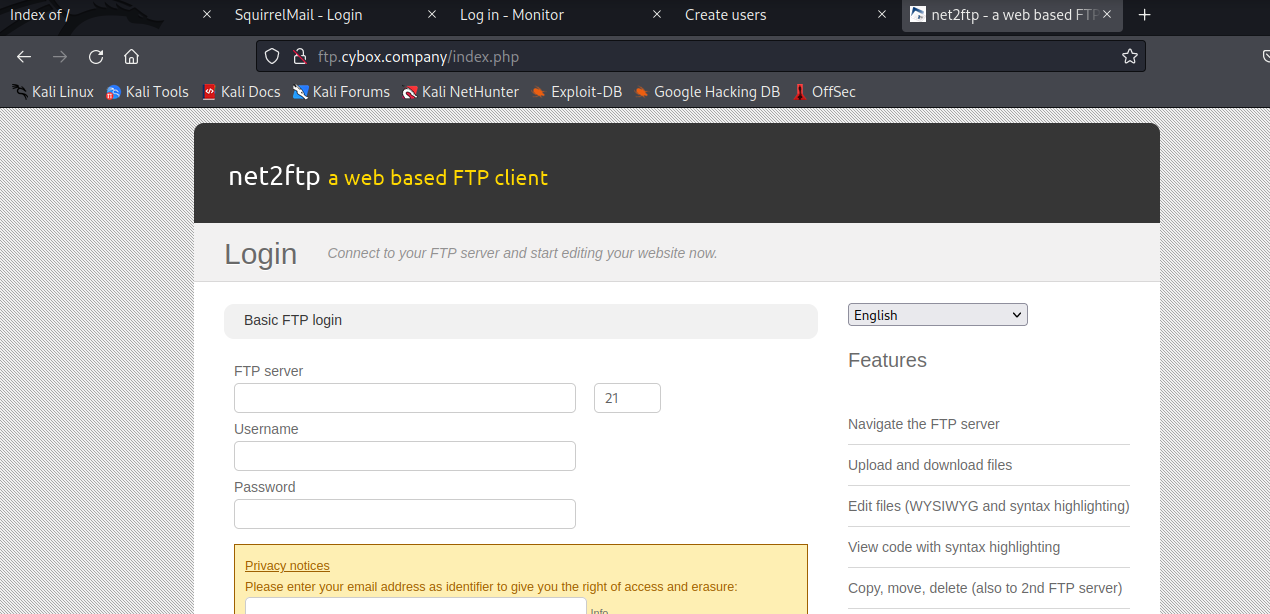 Index of /
SquirrelMail - Login
Log in - Monitor
Create users
net2ftp - a web based FTP
ftp.cybox.company/index.php
Kali Linux
Kali Tools
Kali Docs
Kali Forums
Kali NetHunter
Exploit-DB
Google Hacking DB
OffSec
net2ftp a web based FTP client
Login
Connect to your FTP server and start editing your website now.
Basic FTP login
English
Features
FTP server
21
Username
Password
Navigate the FTP server
Upload and download files
Edit files (WYSIWYG and syntax highlighting)
View code with syntax highlighting
Copy, move, delete (also to 2nd FTP server)
Privacy notices
Please enter your email address as identifier to give you the right of access and erasure:
Info